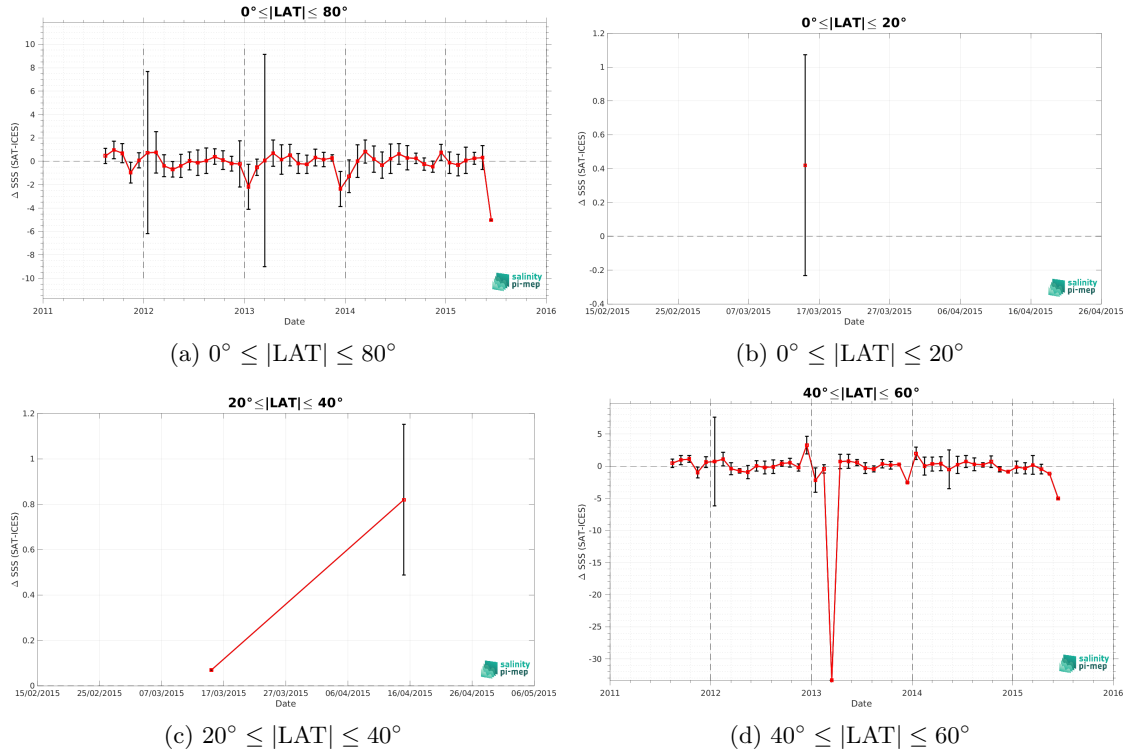 0°≤|LAT|≤ 80°
Δ SSS (SAT-ICES)
10
8
6
4
2
0
-2
-4
-6
-8
-10
2011 2012 2013 2014 2015 2016
Date
salinity
pi-mep
(a) 0° ≤ |LAT| ≤ 80°
0°≤|LAT|≤ 20°
Δ SSS (SAT-ICES)
1.2
1
0.8
0.6
0.4
0.2
0
-0.2
-0.4
15/02/2015 25/02/2015 07/03/2015 17/03/2015 27/03/2015 06/04/2015 16/04/2015 26/04/2015
Date
salinity
pi-mep
(b) 0° ≤ |LAT| ≤ 20°
20°≤|LAT|≤ 40°
Δ SSS (SAT-ICES)
1.2
1
0.8
0.6
0.4
0.2
0
15/02/2015 25/02/2015 07/03/2015 17/03/2015 27/03/2015 06/04/2015 16/04/2015 26/04/2015 06/05/2015
Date
salinity
pi-mep
(c) 20° ≤ |LAT| ≤ 40°
40°≤|LAT|≤ 60°
Δ SSS (SAT-ICES)
5
0
-5
-10
-15
-20
-25
-30
2011 2012 2013 2014 2015 2016
Date
salinity
pi-mep
(d) 40° ≤ |LAT| ≤ 60°